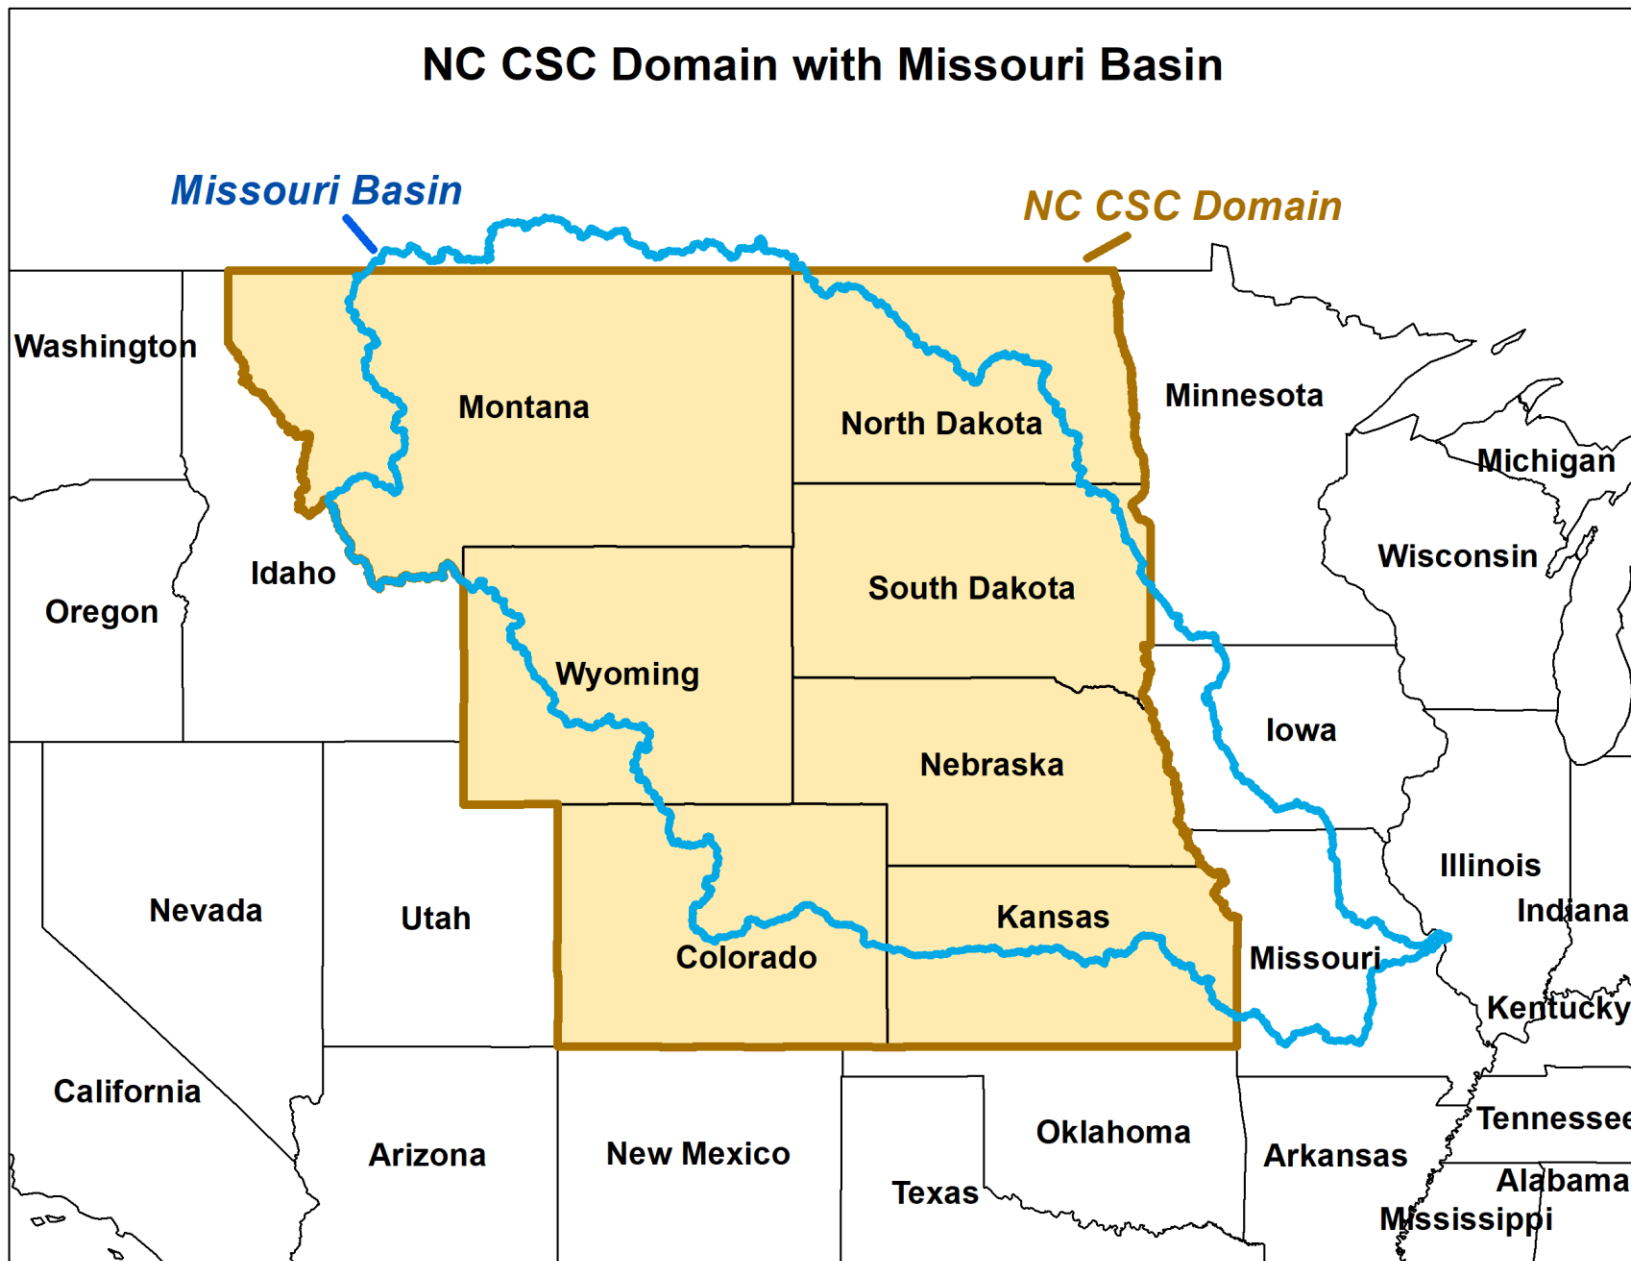 NC CSC Domain with Missouri Basin
Missouri Basin
NC CSC Domain
Washington
Montana
North Dakota
Minnesota
Michigan
Wisconsin
Idaho
Oregon
South Dakota
Wyoming
Iowa
Nebraska
Illinois
Indiana
Nevada
Utah
Kansas
Colorado
Missouri
Kentucky
California
Tennessee
Oklahoma
Arizona
New Mexico
Arkansas
Texas
Alabama
Mississippi